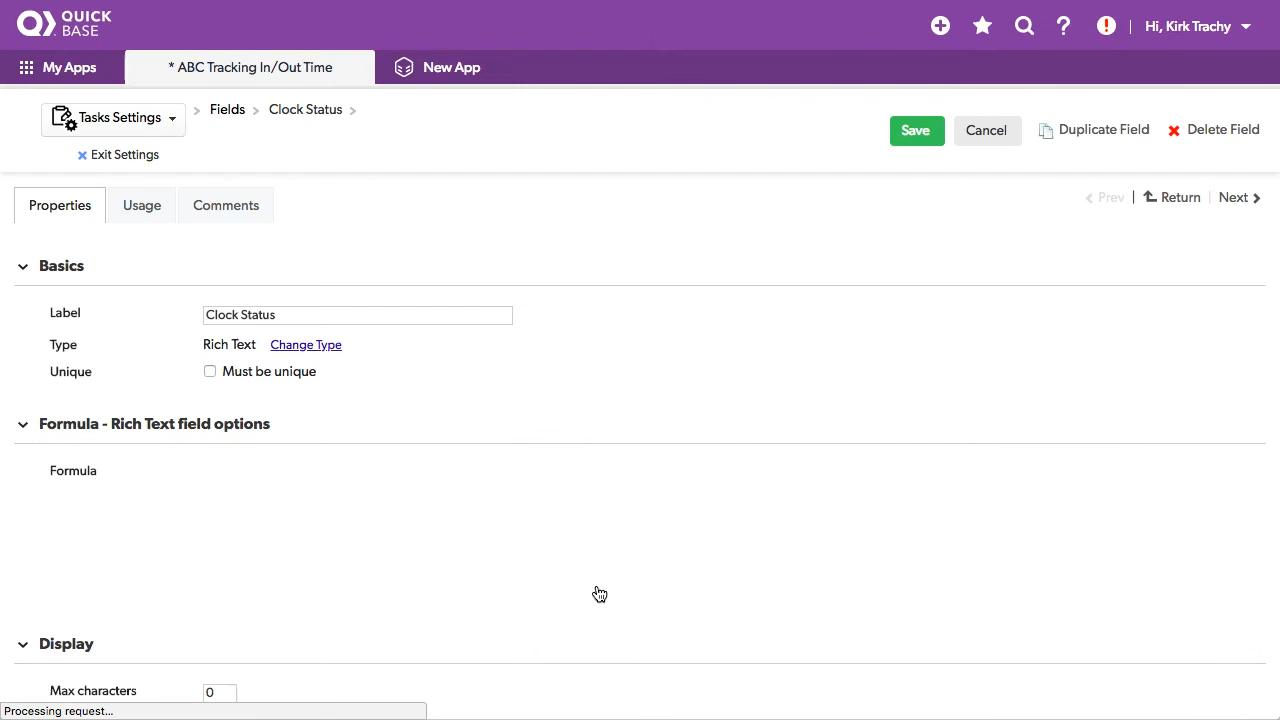 QUICK BASE
Hi, Kirk Trachy
My Apps
* ABC Tracking In/Out Time
New App
Tasks Settings
Fields
Clock Status
Exit Settings
Save
Cancel
Duplicate Field
Delete Field
Properties
Usage
Comments
Prev | Return | Next
Basics
Label Clock Status
Type Rich Text Change Type
Unique Must be unique
Formula - Rich Text field options
Formula
Display
Max characters 0
Processing request...